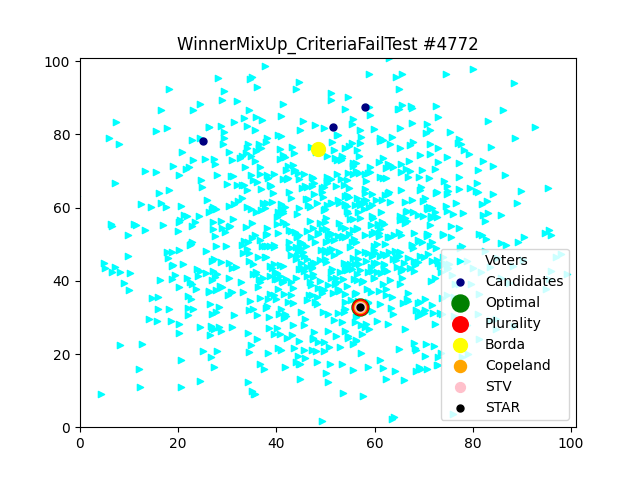 WinnerMixUp_CriteriaFailTest #4772
100
80
60
40
20
0
0 20 40 60 80 100
Voters
Candidates
Optimal
Plurality
Borda
Copeland
STV
STAR